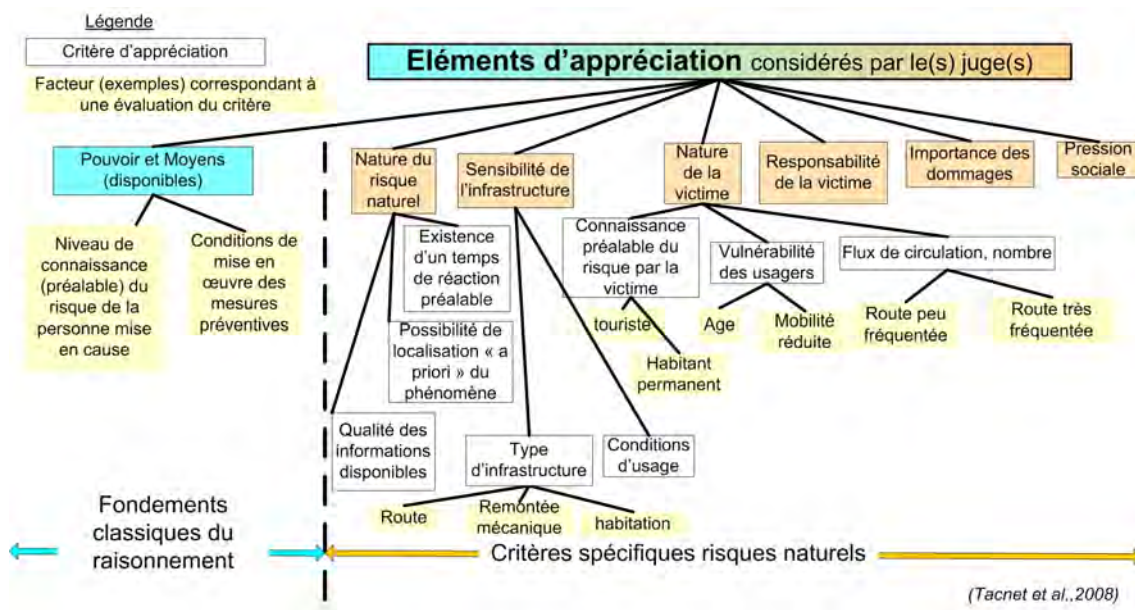 Légende
Critère d'appréciation
Facteur (exemples) correspondant à
une évaluation du critère
Eléments d'appréciation considérés par le(s) juge(s)
Pouvoir et Moyens
(disponibles)
Nature du
risque
naturel
Sensibilité de
l'infrastructure
Nature
de la
victime
Responsabilité
de la victime
Importance des
dommages
Pression
sociale
Niveau de
connaissance
(préalable) du
risque de la
personne mise
en cause
Conditions de
mise en
œuvre des
mesures
préventives
Existence
d'un temps
de réaction
préalable
Possibilité de
localisation « a
priori » du
phénomène
Qualité des
informations
disponibles
Type
d'infrastructure
Conditions
d'usage
Route
Remontée
mécanique
habitation
Connaissance
préalable du
risque par la
victime
touriste
Habitant
permanent
Vulnérabilité
des usagers
Age
Mobilité
réduite
Flux de circulation, nombre
Route peu
fréquentée
Route très
fréquentée
Fondements
classiques du
raisonnement
Critères spécifiques risques naturels
(Tacnet et al.,2008)